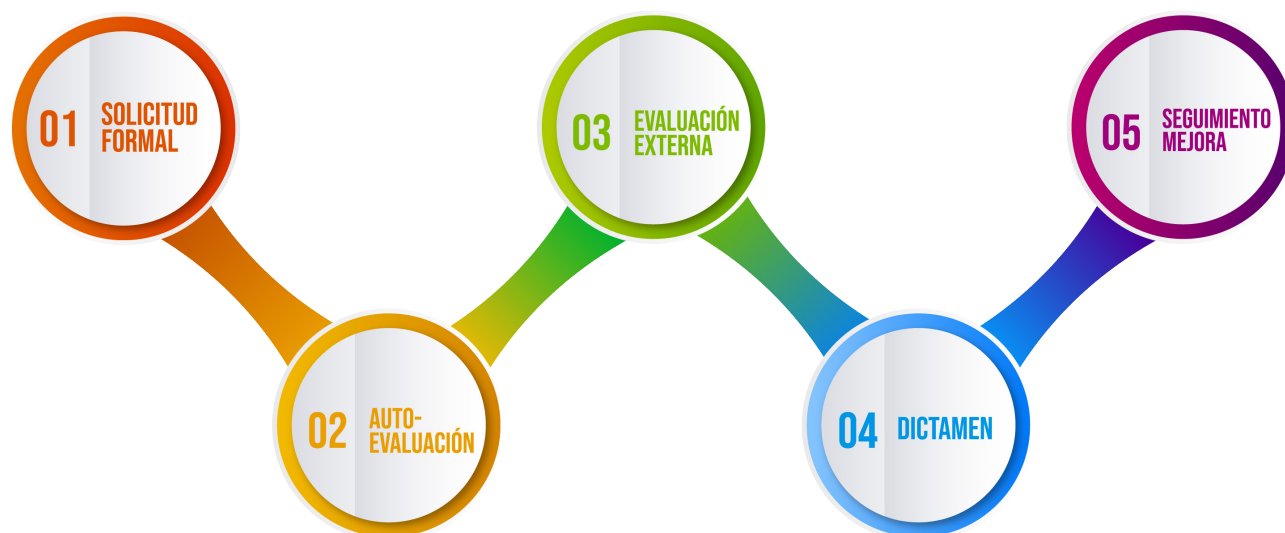 01
SOLICITUD
FORMAL
02
AUTO-
EVALUACIÓN
03
EVALUACIÓN
EXTERNA
04
DICTAMEN
05
SEGUIMIENTO
MEJORA